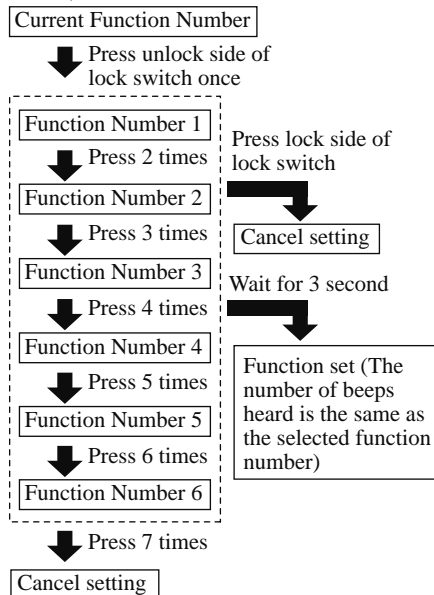 Current Function Number
Press unlock side of
lock switch once
Function Number 1
Press 2 times
Function Number 2
Press 3 times
Function Number 3
Press 4 times
Function Number 4
Press 5 times
Function Number 5
Press 6 times
Function Number 6
Press 7 times
Cancel setting
Press lock side of
lock switch
Cancel setting
Wait for 3 second
Function set (The
number of beeps
heard is the same as
the selected function
number)